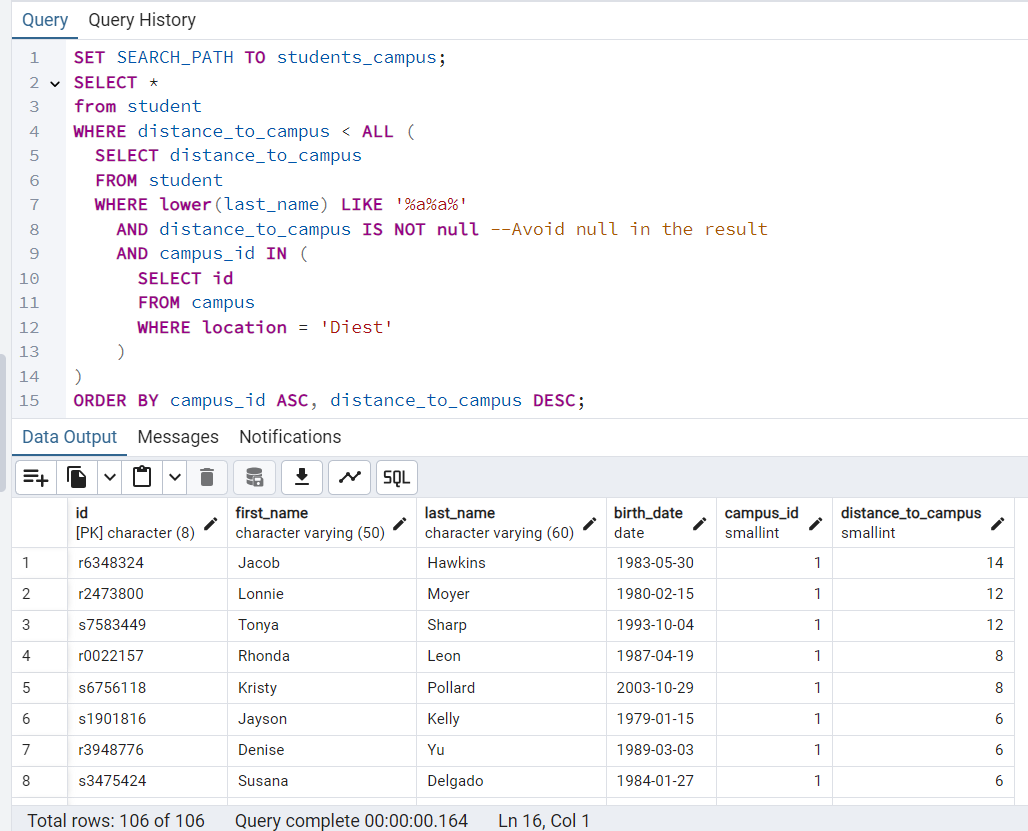 Query Query History
1 SET SEARCH_PATH TO students_campus;
2 SELECT *
3 from student
4 WHERE distance_to_campus < ALL (
5 SELECT distance_to_campus
6 FROM student
7 WHERE lower(last_name) LIKE '%a%a%'
8 AND distance_to_campus IS NOT null --Avoid null in the result
9 AND campus_id IN (
10 SELECT id
11 FROM campus
12 WHERE location = 'Diest'
13 )
14 )
15 ORDER BY campus_id ASC, distance_to_campus DESC;
Data Output Messages Notifications
SQL
id first_name last_name birth_date campus_id distance_to_campus
[PK] character (8) character varying (50) character varying (60) date smallint smallint
1 r6348324 Jacob Hawkins 1983-05-30 1 14
2 r2473800 Lonnie Moyer 1980-02-15 1 12
3 s7583449 Tonya Sharp 1993-10-04 1 12
4 r0022157 Rhonda Leon 1987-04-19 1 8
5 s6756118 Kristy Pollard 2003-10-29 1 8
6 s1901816 Jayson Kelly 1979-01-15 1 6
7 r3948776 Denise Yu 1989-03-03 1 6
8 s3475424 Susana Delgado 1984-01-27 1 6
Total rows: 106 of 106 Query complete 00:00:00.164 Ln 16, Col 1